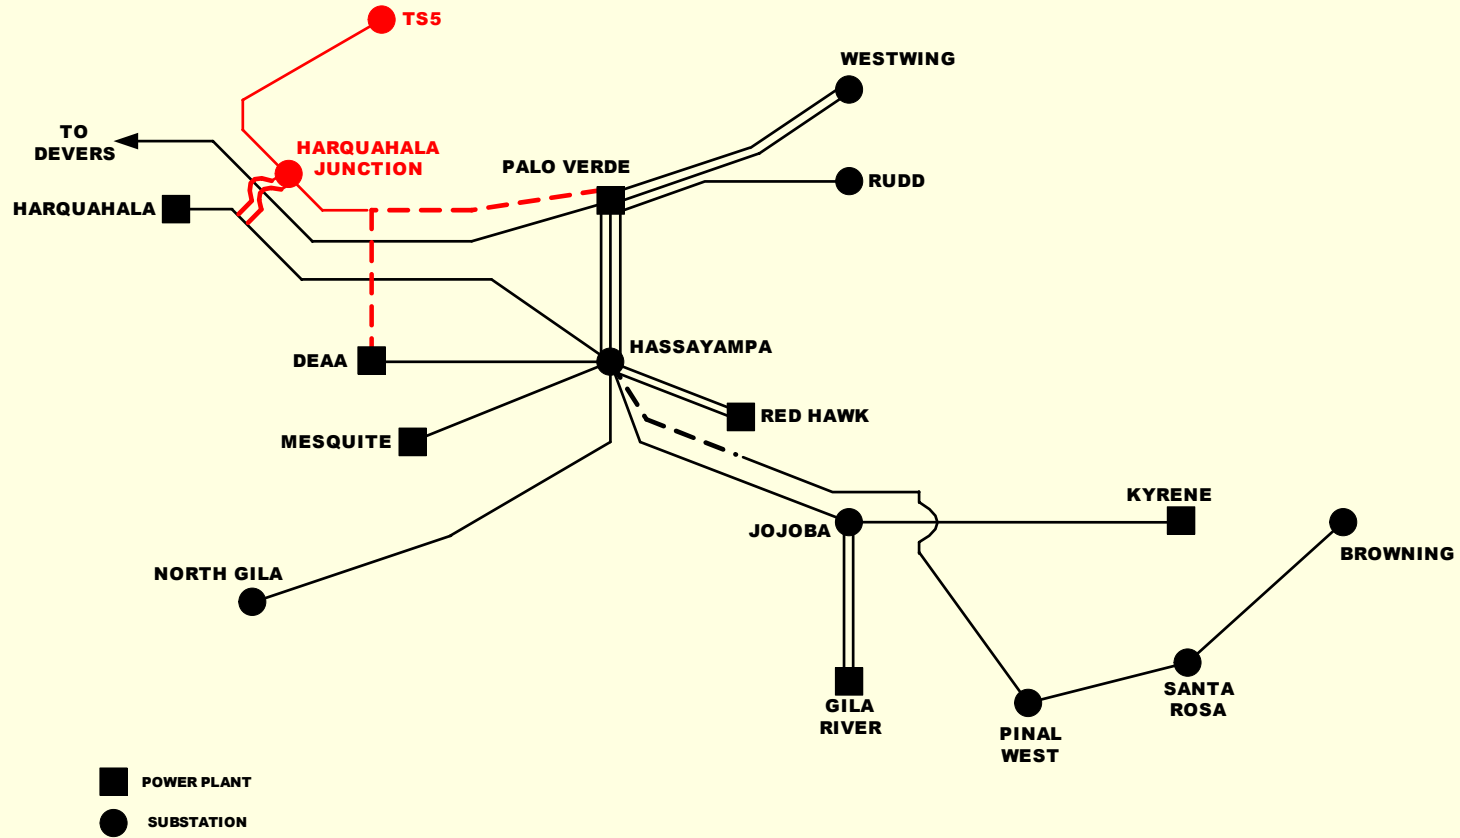 TS5
WESTWING
TO
DEVERS
HARQUAHALA
JUNCTION
PALO VERDE
RUDD
HARQUAHALA
HASSAYAMPA
DEAA
RED HAWK
MESQUITE
KYRENE
JOJOBA
BROWNING
NORTH GILA
SANTA
ROSA
GILA
RIVER
PINAL
WEST
POWER PLANT
SUBSTATION